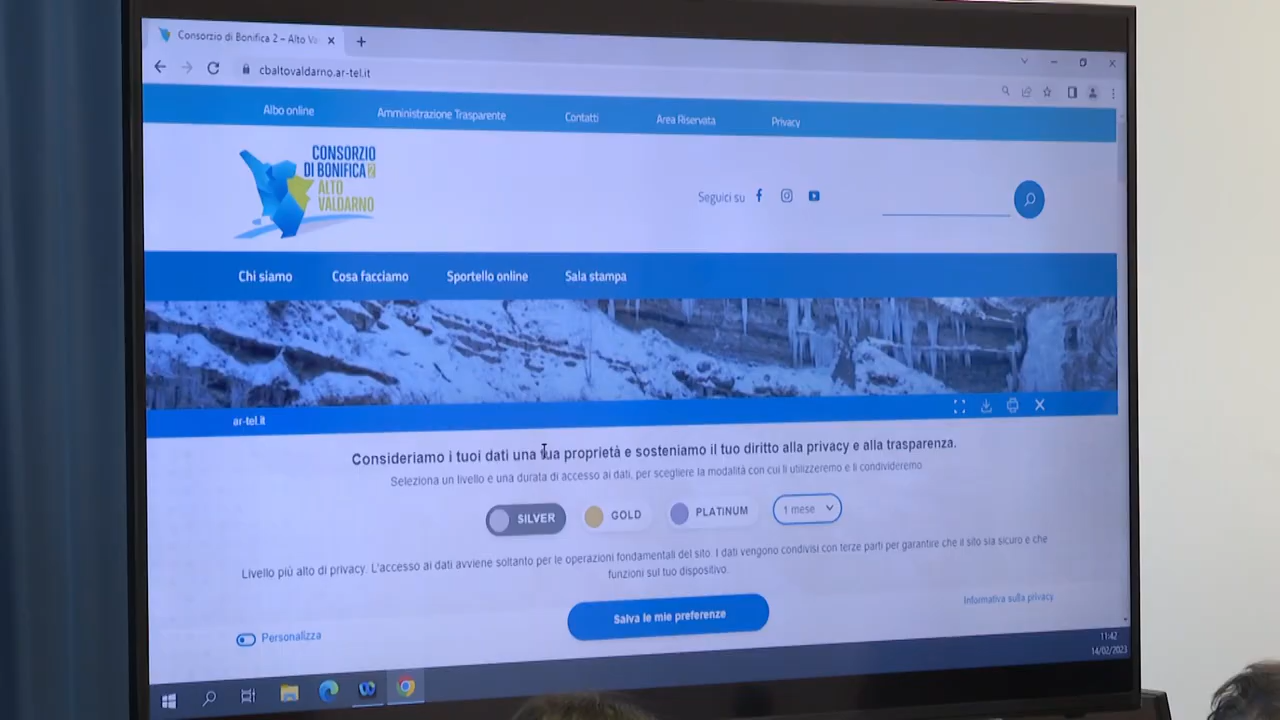 Consorzio di Bonifica 2 – Alto Va
cbaltovaldarno.ar-tel.it
Albo online Amministrazione Trasparente Contatti Area Riservata Privacy
CONSORZIO
DI BONIFICA 2
ALTO
VALDARNO
Seguici su
Chi siamo Cosa facciamo Sportello online Sala stampa
ar-tel.it
Consideriamo i tuoi dati una tua proprietà e sosteniamo il tuo diritto alla privacy e alla trasparenza.
Seleziona un livello e una durata di accesso ai dati, per scegliere la modalità con cui li utilizzeremo e li condivideremo
SILVER GOLD PLATINUM 1 mese
Livello più alto di privacy. L'accesso ai dati avviene soltanto per le operazioni fondamentali del sito. I dati vengono condivisi con terze parti per garantire che il sito sia sicuro e che
funzioni sul tuo dispositivo.
Informativa sulla privacy
Salva le mie preferenze
Personalizza
11:42
14/02/2023